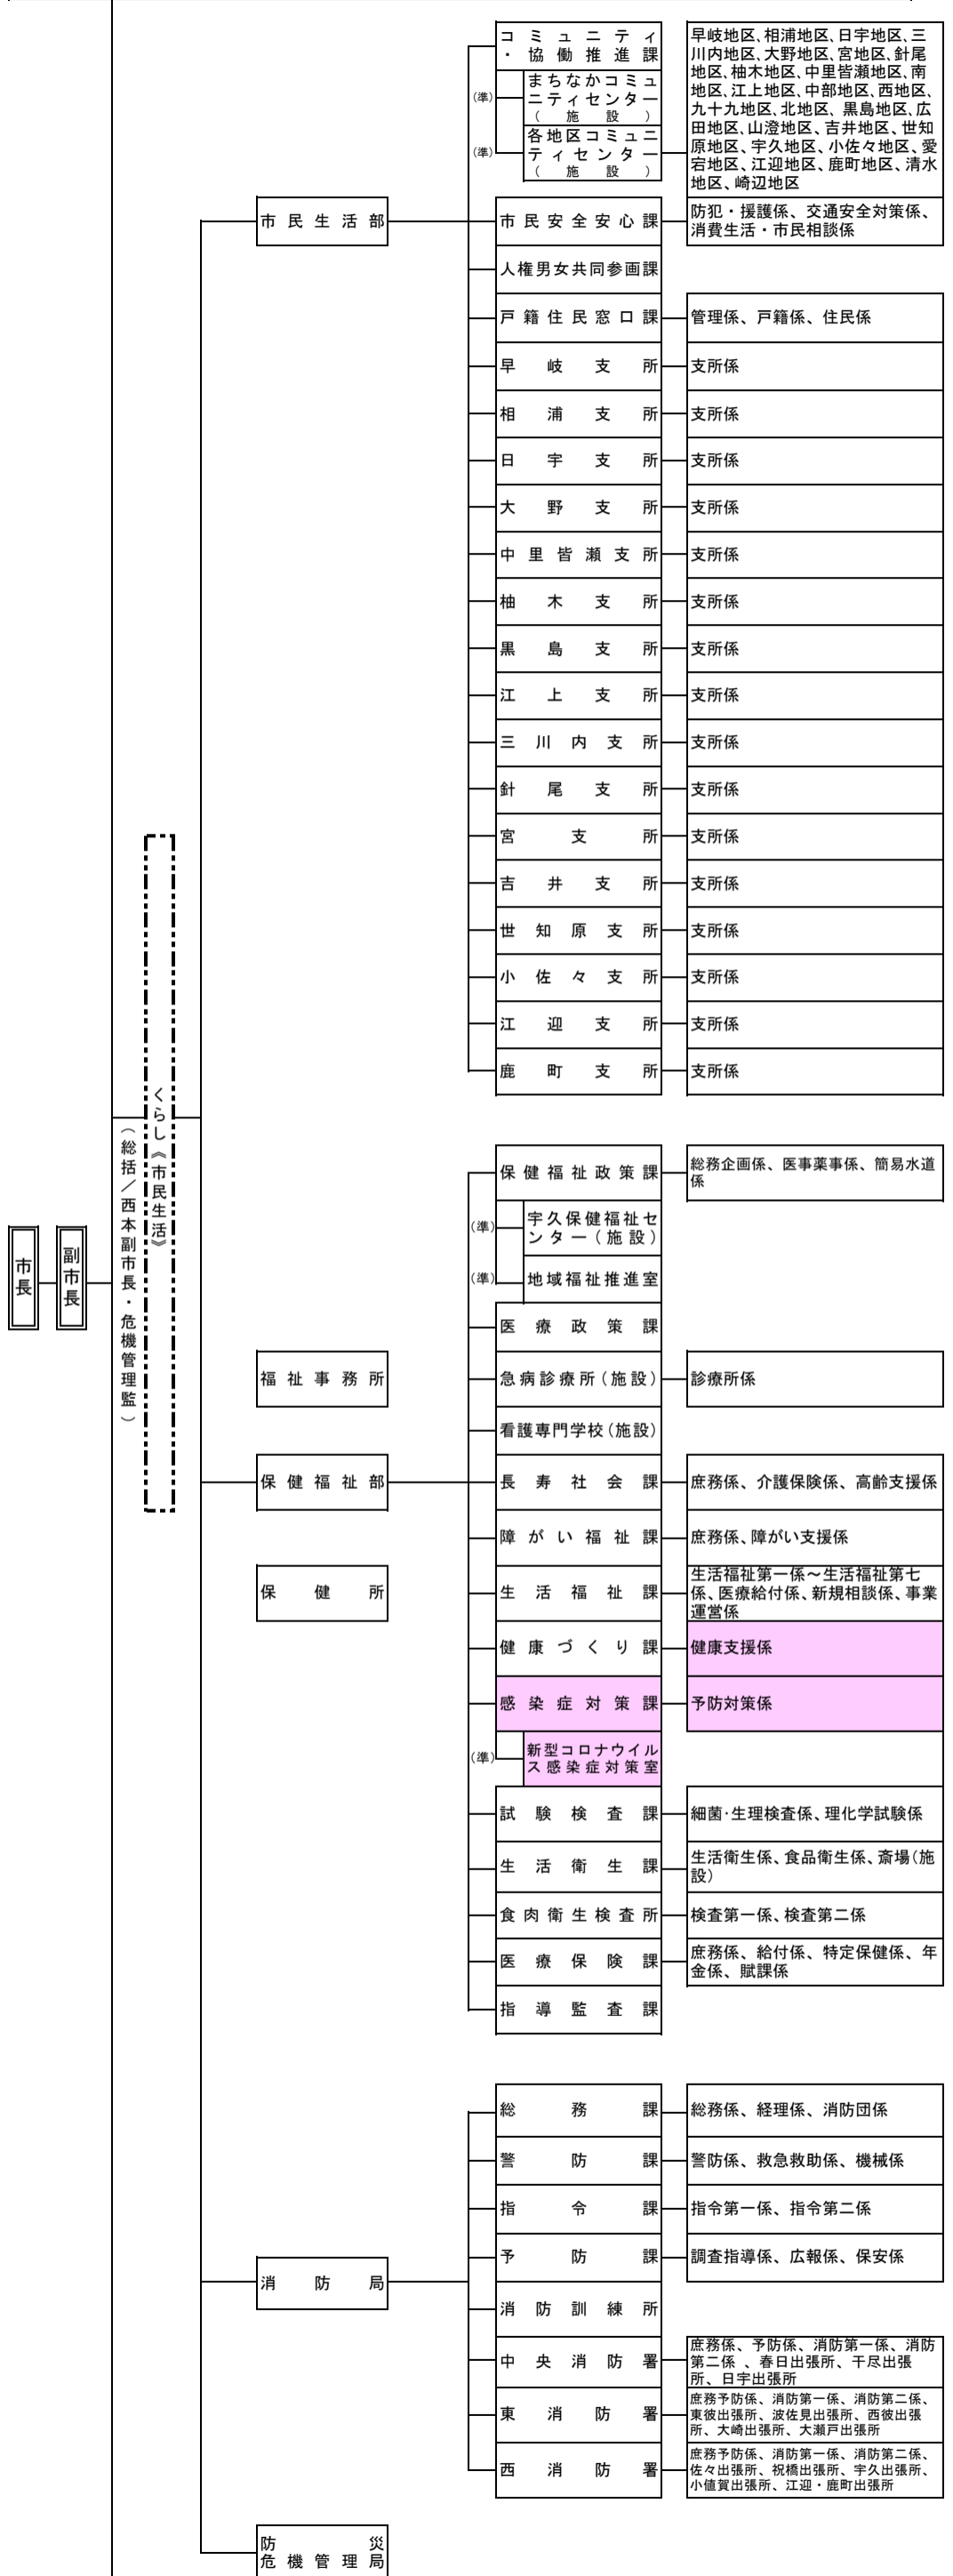 コミュニティ
・協働推進課
(準)
まちなかコミュ
ニティセンター
(施設)
(準)
各地区コミュニ
ティセンター
(施設)
早岐地区、相浦地区、日宇地区、三
川内地区、大野地区、宮地区、針尾
地区、柚木地区、中里皆瀬地区、南
地区、江上地区、中部地区、西地区、
九十九地区、北地区、黒島地区、広
田地区、山澄地区、吉井地区、世知
原地区、宇久地区、小佐々地区、愛
宕地区、江迎地区、鹿町地区、清水
地区、崎辺地区
市民生活部
市民安全安心課
防犯・援護係、交通安全対策係、
消費生活・市民相談係
人権男女共同参画課
戸籍住民窓口課
管理係、戸籍係、住民係
早岐支所
支所係
相浦支所
支所係
日宇支所
支所係
大野支所
支所係
中里皆瀬支所
支所係
柚木支所
支所係
黒島支所
支所係
江上支所
支所係
三川内支所
支所係
針尾支所
支所係
宮支所
支所係
吉井支所
支所係
世知原支所
支所係
小佐々支所
支所係
江迎支所
支所係
鹿町支所
支所係
市長
副市長
(総括/西本副市長・危機管理監)
くらし《市民生活》
保健福祉政策課
総務企画係、医事薬事係、簡易水道
係
(準)
宇久保健福祉セ
ンター(施設)
(準)
地域福祉推進室
医療政策課
福祉事務所
急病診療所(施設)
診療所係
看護専門学校(施設)
保健福祉部
長寿社会課
庶務係、介護保険係、高齢支援係
障がい福祉課
庶務係、障がい支援係
保健所
生活福祉課
生活福祉第一係～生活福祉第七
係、医療給付係、新規相談係、事業
運営係
健康づくり課
健康支援係
感染症対策課
予防対策係
(準)
新型コロナウイル
ス感染症対策室
試験検査課
細菌・生理検査係、理化学試験係
生活衛生課
生活衛生係、食品衛生係、斎場(施
設)
食肉衛生検査所
検査第一係、検査第二係
医療保険課
庶務係、給付係、特定保健係、年
金係、賦課係
指導監査課
総務課
総務係、経理係、消防団係
警防課
警防係、救急救助係、機械係
指令課
指令第一係、指令第二係
予防課
調査指導係、広報係、保安係
消防局
消防訓練所
中央消防署
庶務係、予防係、消防第一係、消防
第二係、春日出張所、干尽出張
所、日宇出張所
東消防署
庶務予防係、消防第一係、消防第二係、
東彼出張所、波佐見出張所、西彼出張
所、大崎出張所、大瀬戸出張所
西消防署
庶務予防係、消防第一係、消防第二係、
佐々出張所、祝橋出張所、宇久出張所、
小値賀出張所、江迎・鹿町出張所
防災
危機管理局